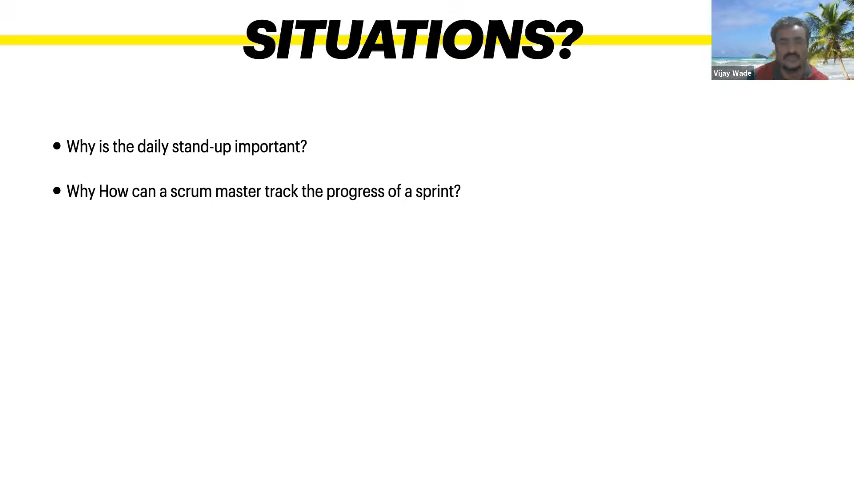 SITUATIONS?
Vijay Wade
• Why is the daily stand-up important?
• Why How can a scrum master track the progress of a sprint?